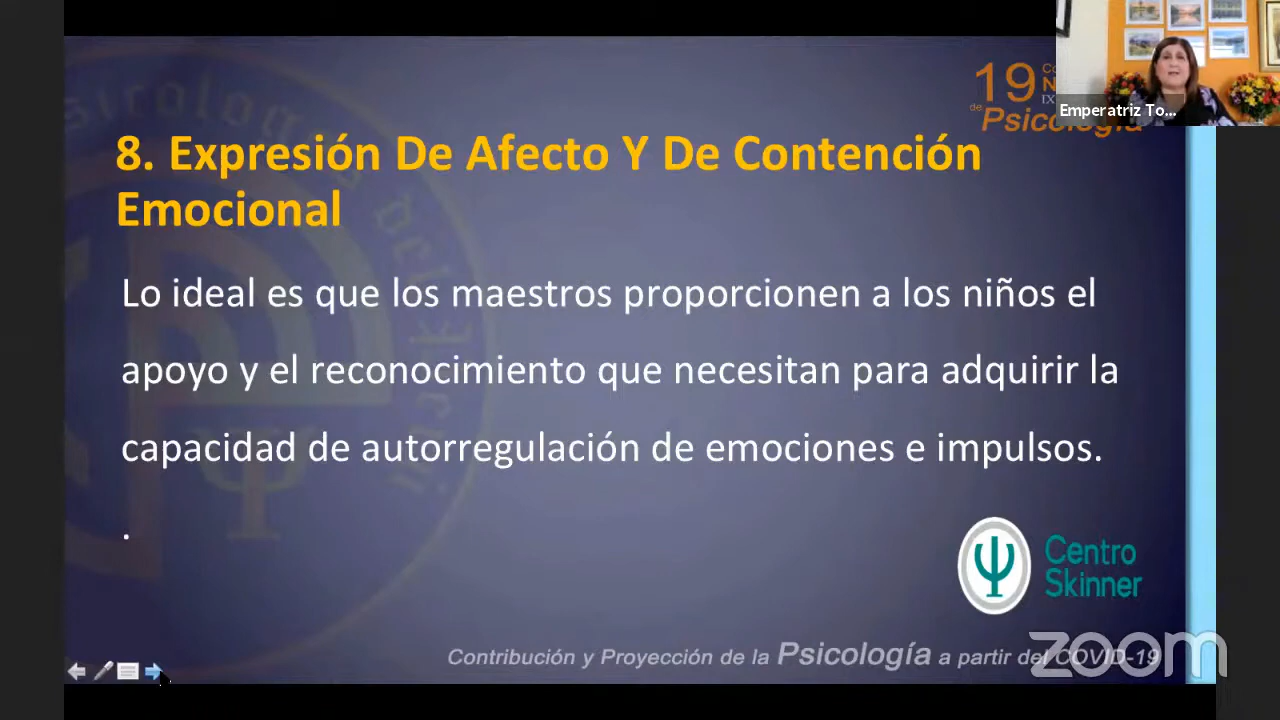 19
IX
de Psicología
Emperatriz To...
8. Expresión De Afecto Y De Contención
Emocional
Lo ideal es que los maestros proporcionen a los niños el
apoyo y el reconocimiento que necesitan para adquirir la
capacidad de autorregulación de emociones e impulsos.
.
Centro
Skinner
Contribución y Proyección de la Psicología a partir del COVID-19
zoom